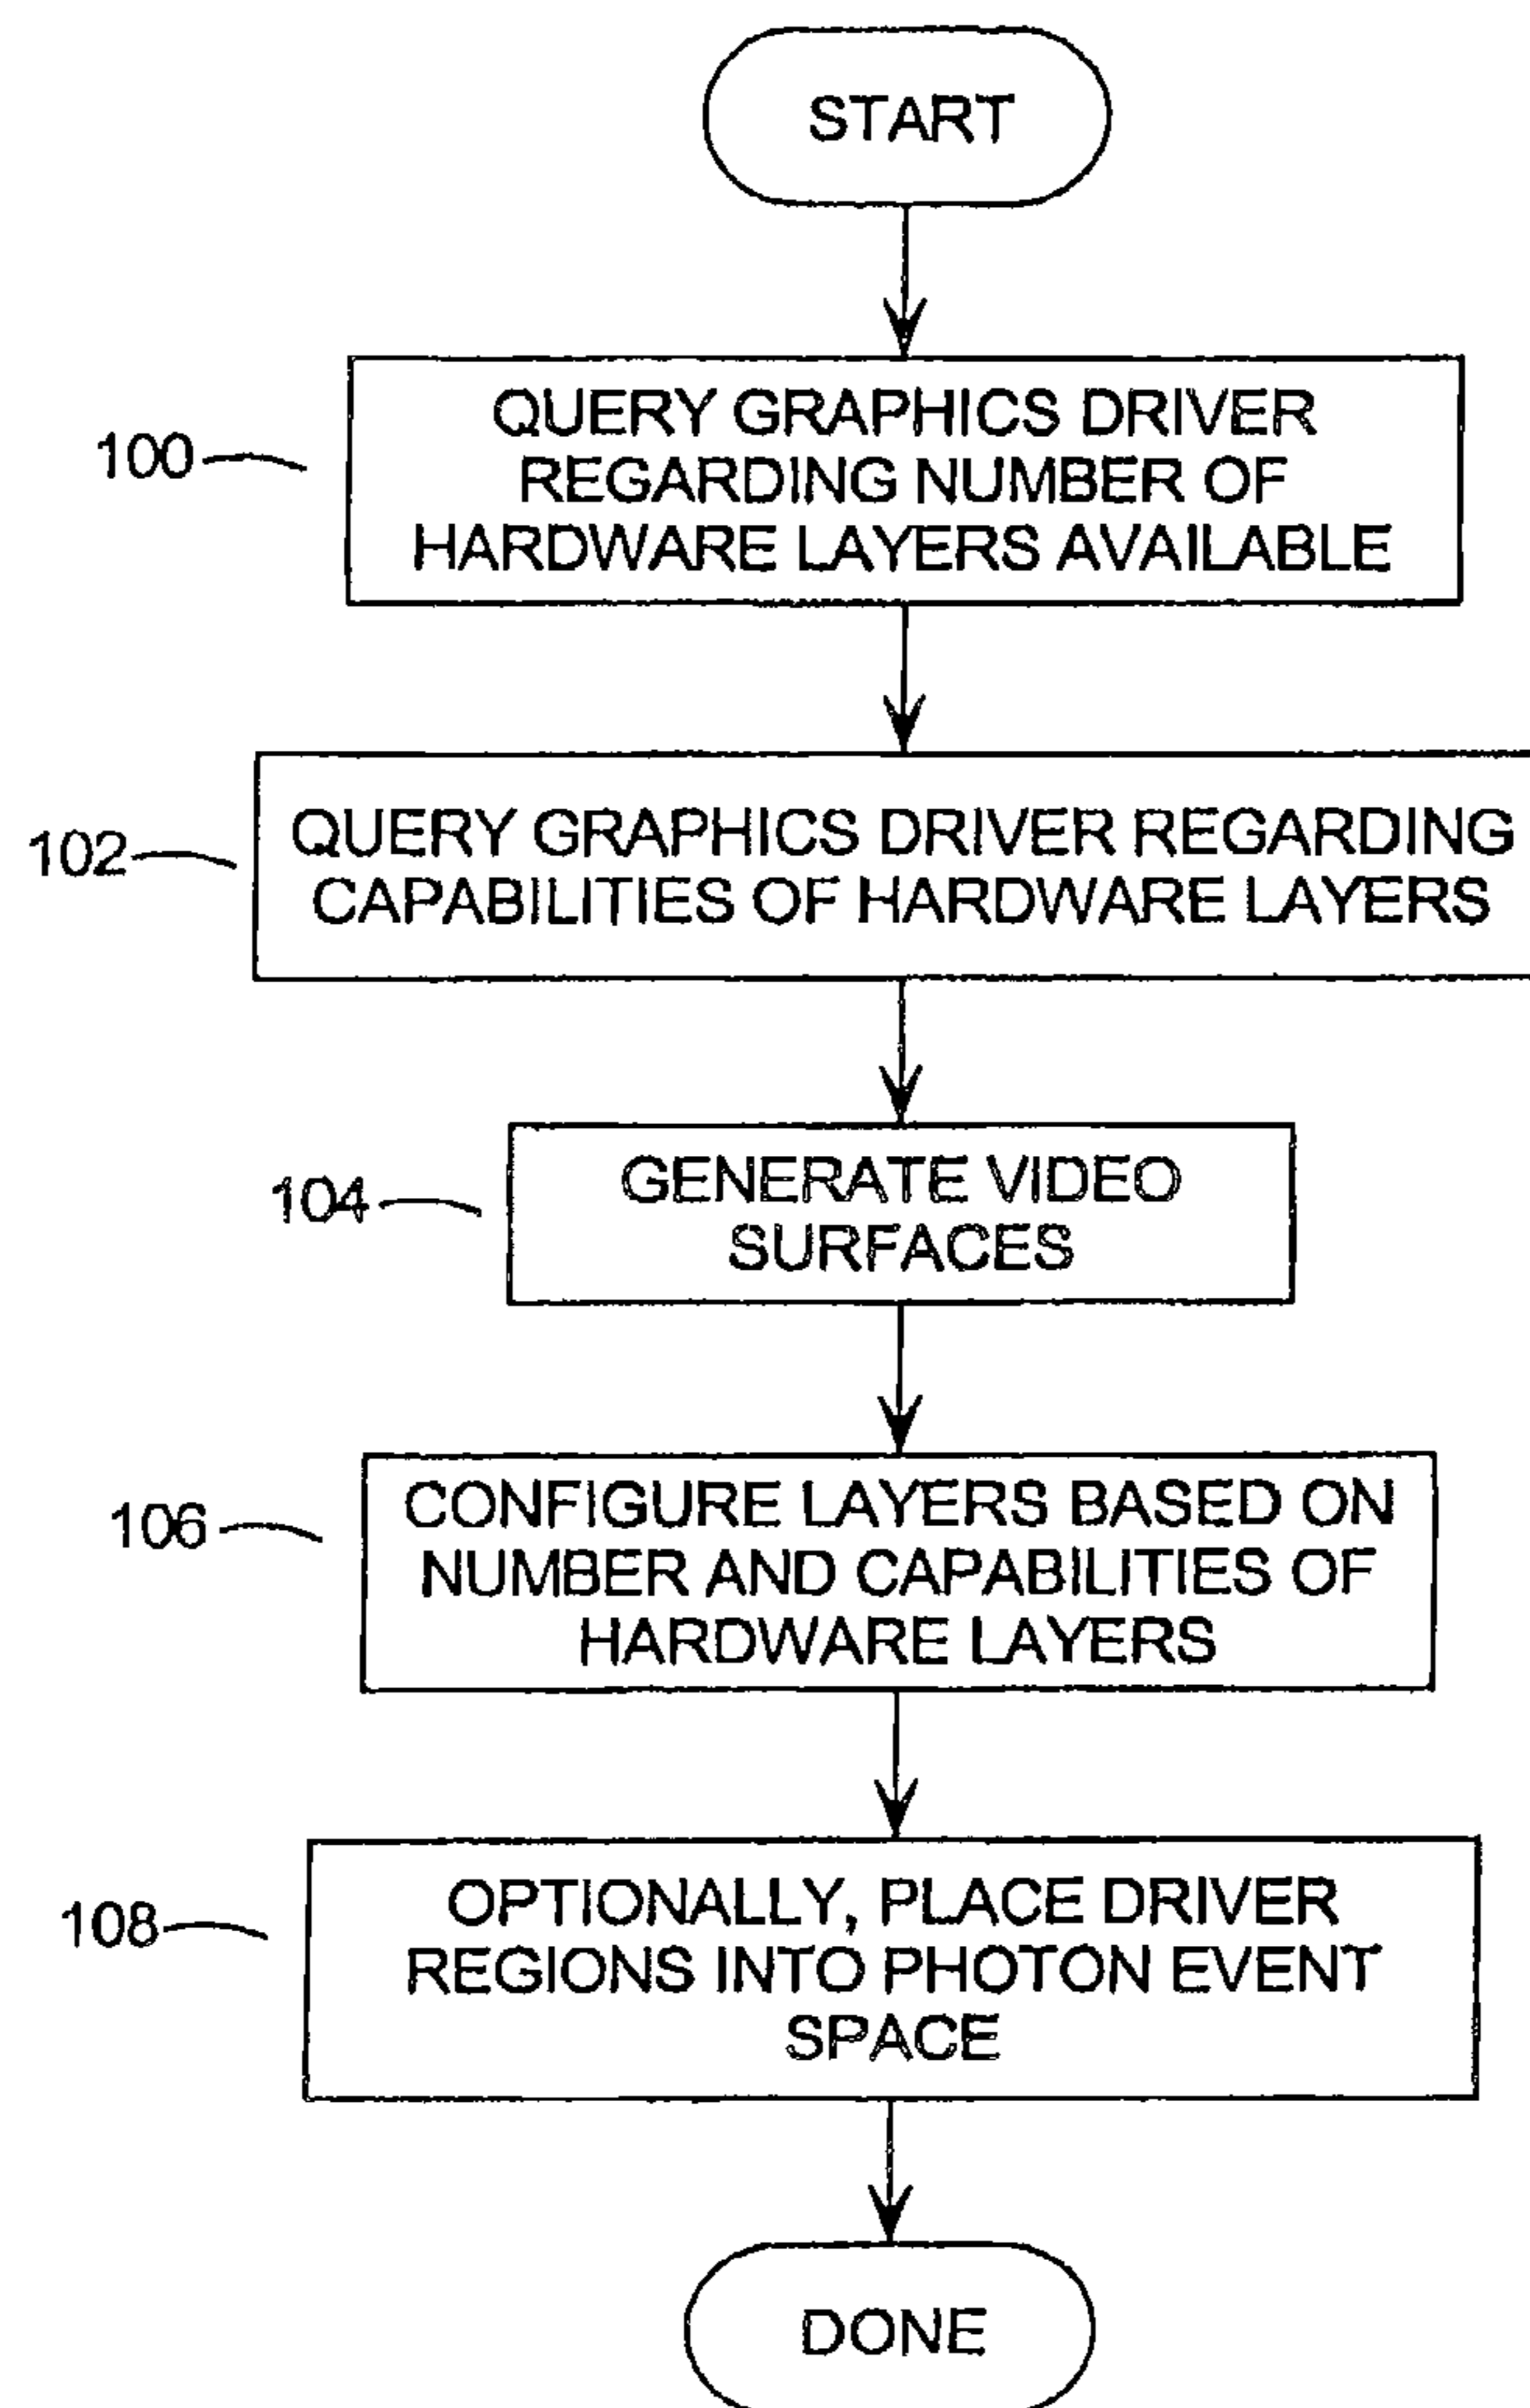 START
100
QUERY GRAPHICS DRIVER
REGARDING NUMBER OF
HARDWARE LAYERS AVAILABLE
102
QUERY GRAPHICS DRIVER REGARDING
CAPABILITIES OF HARDWARE LAYERS
104
GENERATE VIDEO
SURFACES
106
CONFIGURE LAYERS BASED ON
NUMBER AND CAPABILITIES OF
HARDWARE LAYERS
108
OPTIONALLY, PLACE DRIVER
REGIONS INTO PHOTON EVENT
SPACE
DONE